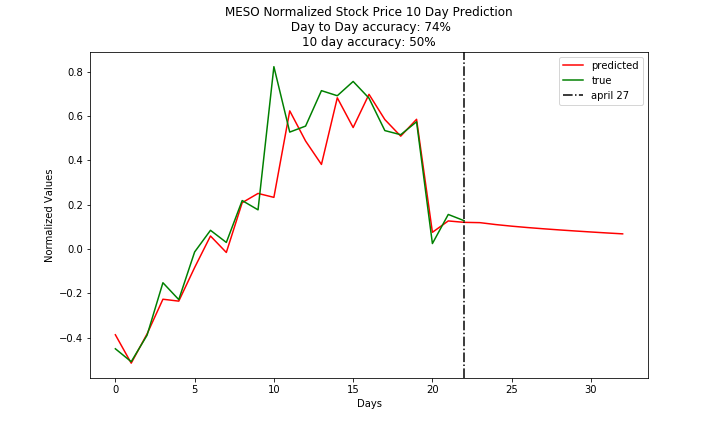 MESO Normalized Stock Price 10 Day Prediction
Day to Day accuracy: 74%
10 day accuracy: 50%
predicted
true
april 27
0.8
0.6
0.4
0.2
0.0
−0.2
−0.4
Normalized Values
0 5 10 15 20 25 30
Days